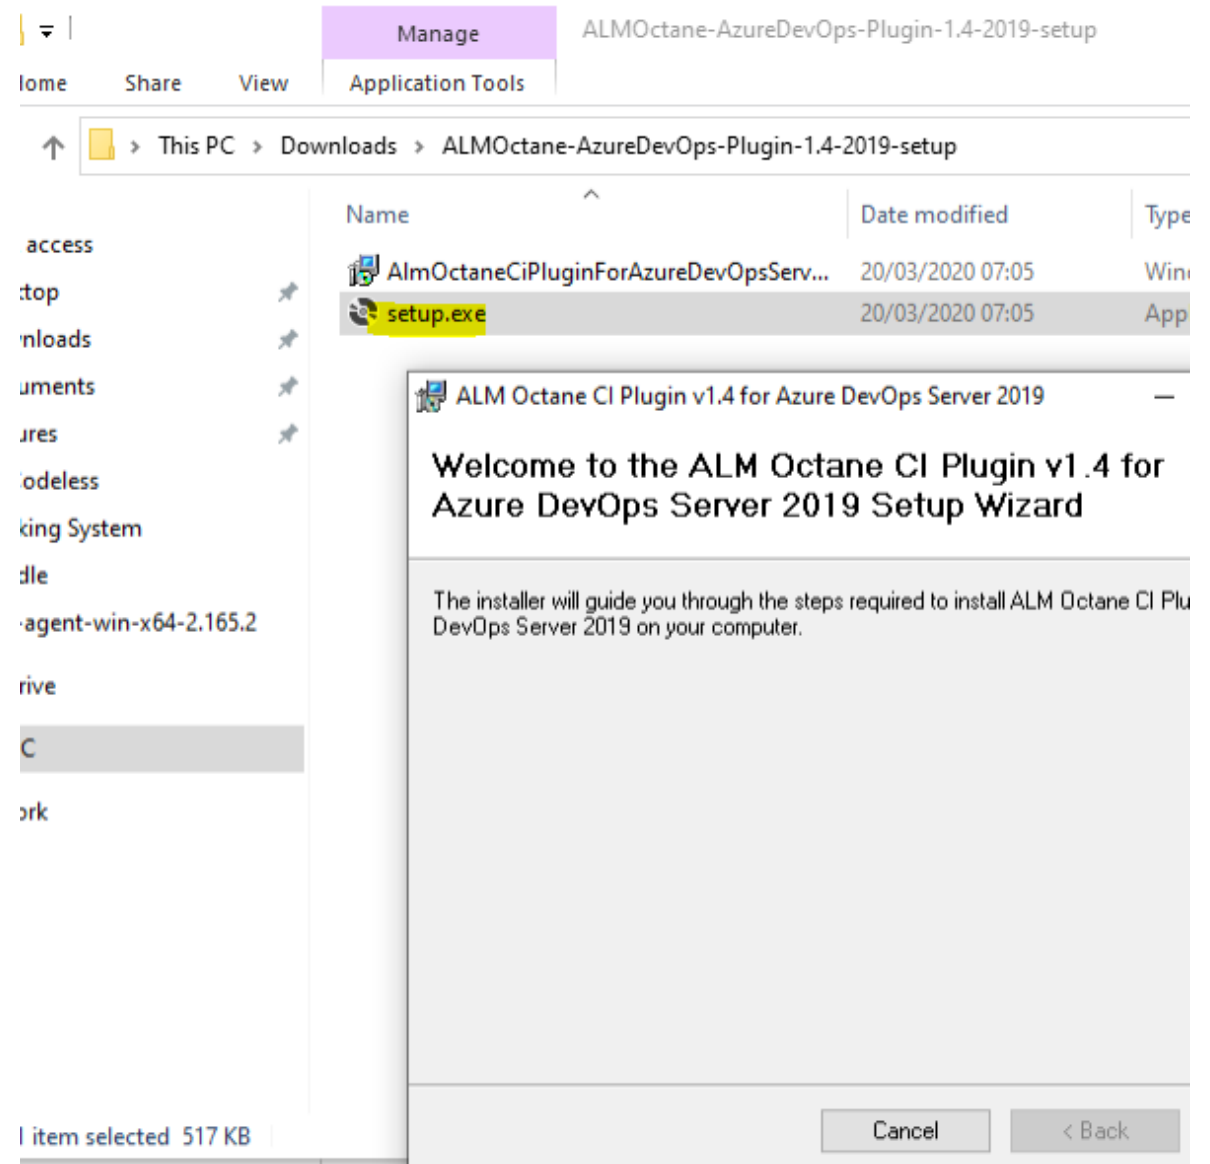 Manage
ALMOctane-AzureDevOps-Plugin-1.4-2019-setup
Share View Application Tools
This PC > Downloads > ALMOctane-AzureDevOps-Plugin-1.4-2019-setup
Name Date modified Type
access
AlmOctaneCiPluginForAzureDevOpsServ... 20/03/2020 07:05
setup.exe 20/03/2020 07:05 App
ALM Octane CI Plugin v1.4 for Azure DevOps Server 2019
Welcome to the ALM Octane CI Plugin v1.4 for
Azure DevOps Server 2019 Setup Wizard
System
The installer will guide you through the steps required to install ALM Octane CI Plu
DevOps Server 2019 on your computer.
-agent-win-x64-2.165.2
item selected 517 KB
Cancel < Back